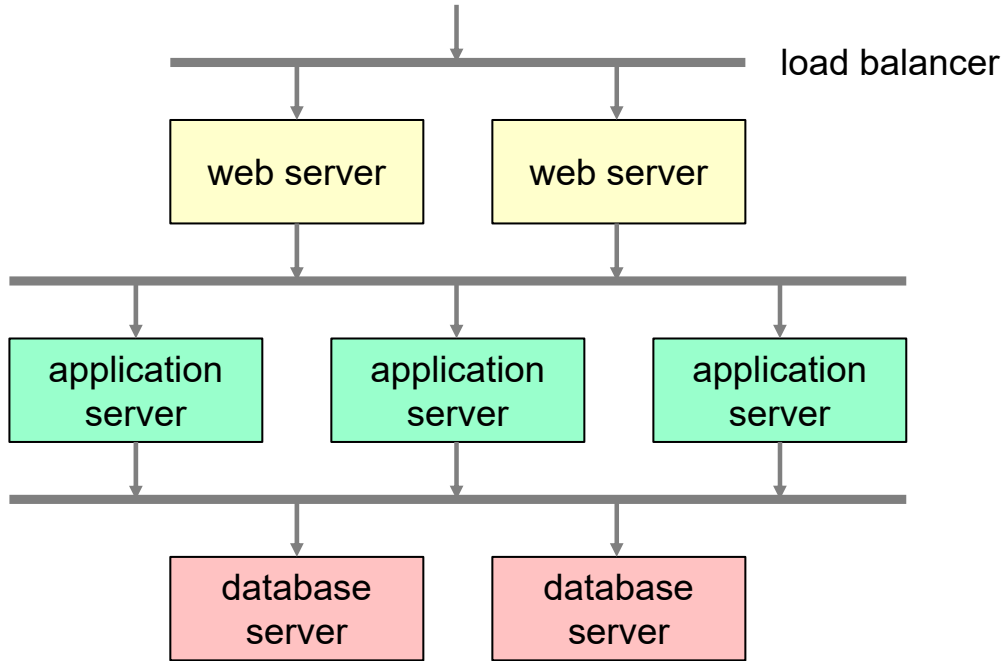 load balancer
web server
web server
application
server
application
server
application
server
database
server
database
server